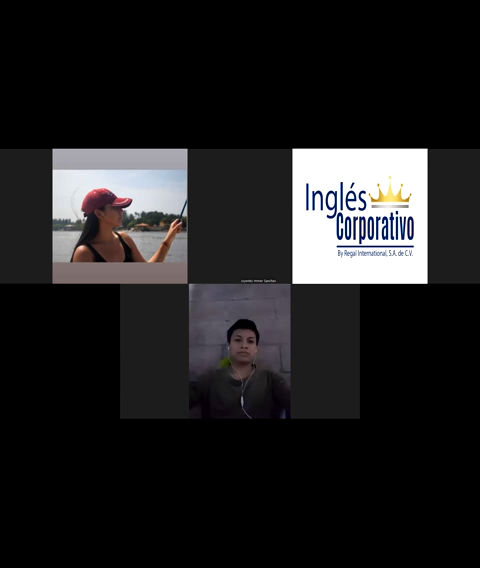 Inglés
Corporativo
By Regal International, S.A. de C.V.